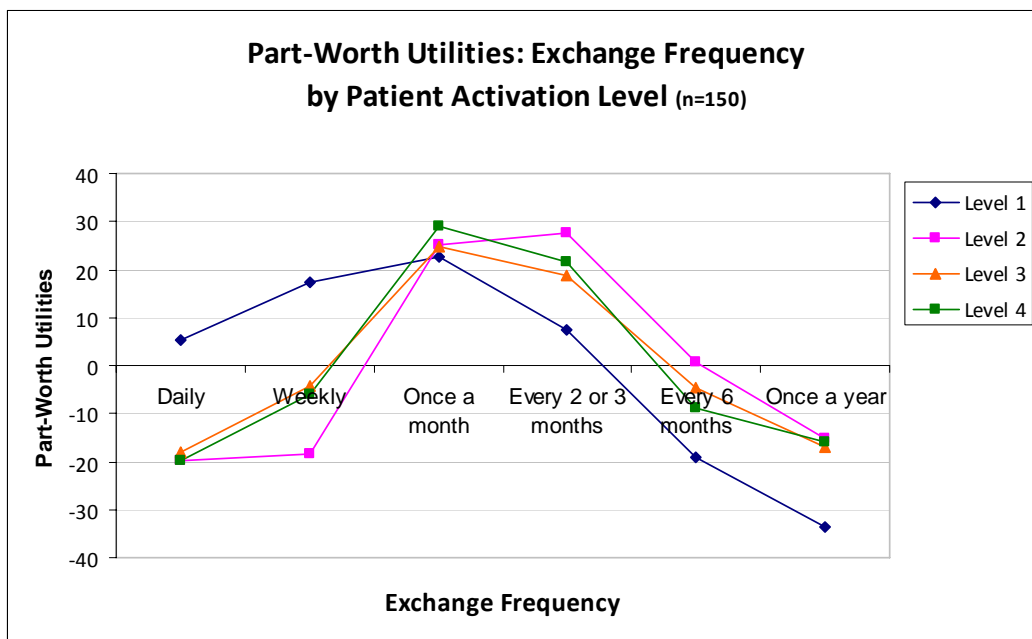 Part-Worth Utilities: Exchange Frequency
by Patient Activation Level (n=150)
40
30
20
10
0
-10
-20
-30
-40
Part-Worth Utilities
Daily
Weekly
Once a
month
Every 2 or 3
months
Every 6
months
Once a year
Exchange Frequency
Level 1
Level 2
Level 3
Level 4